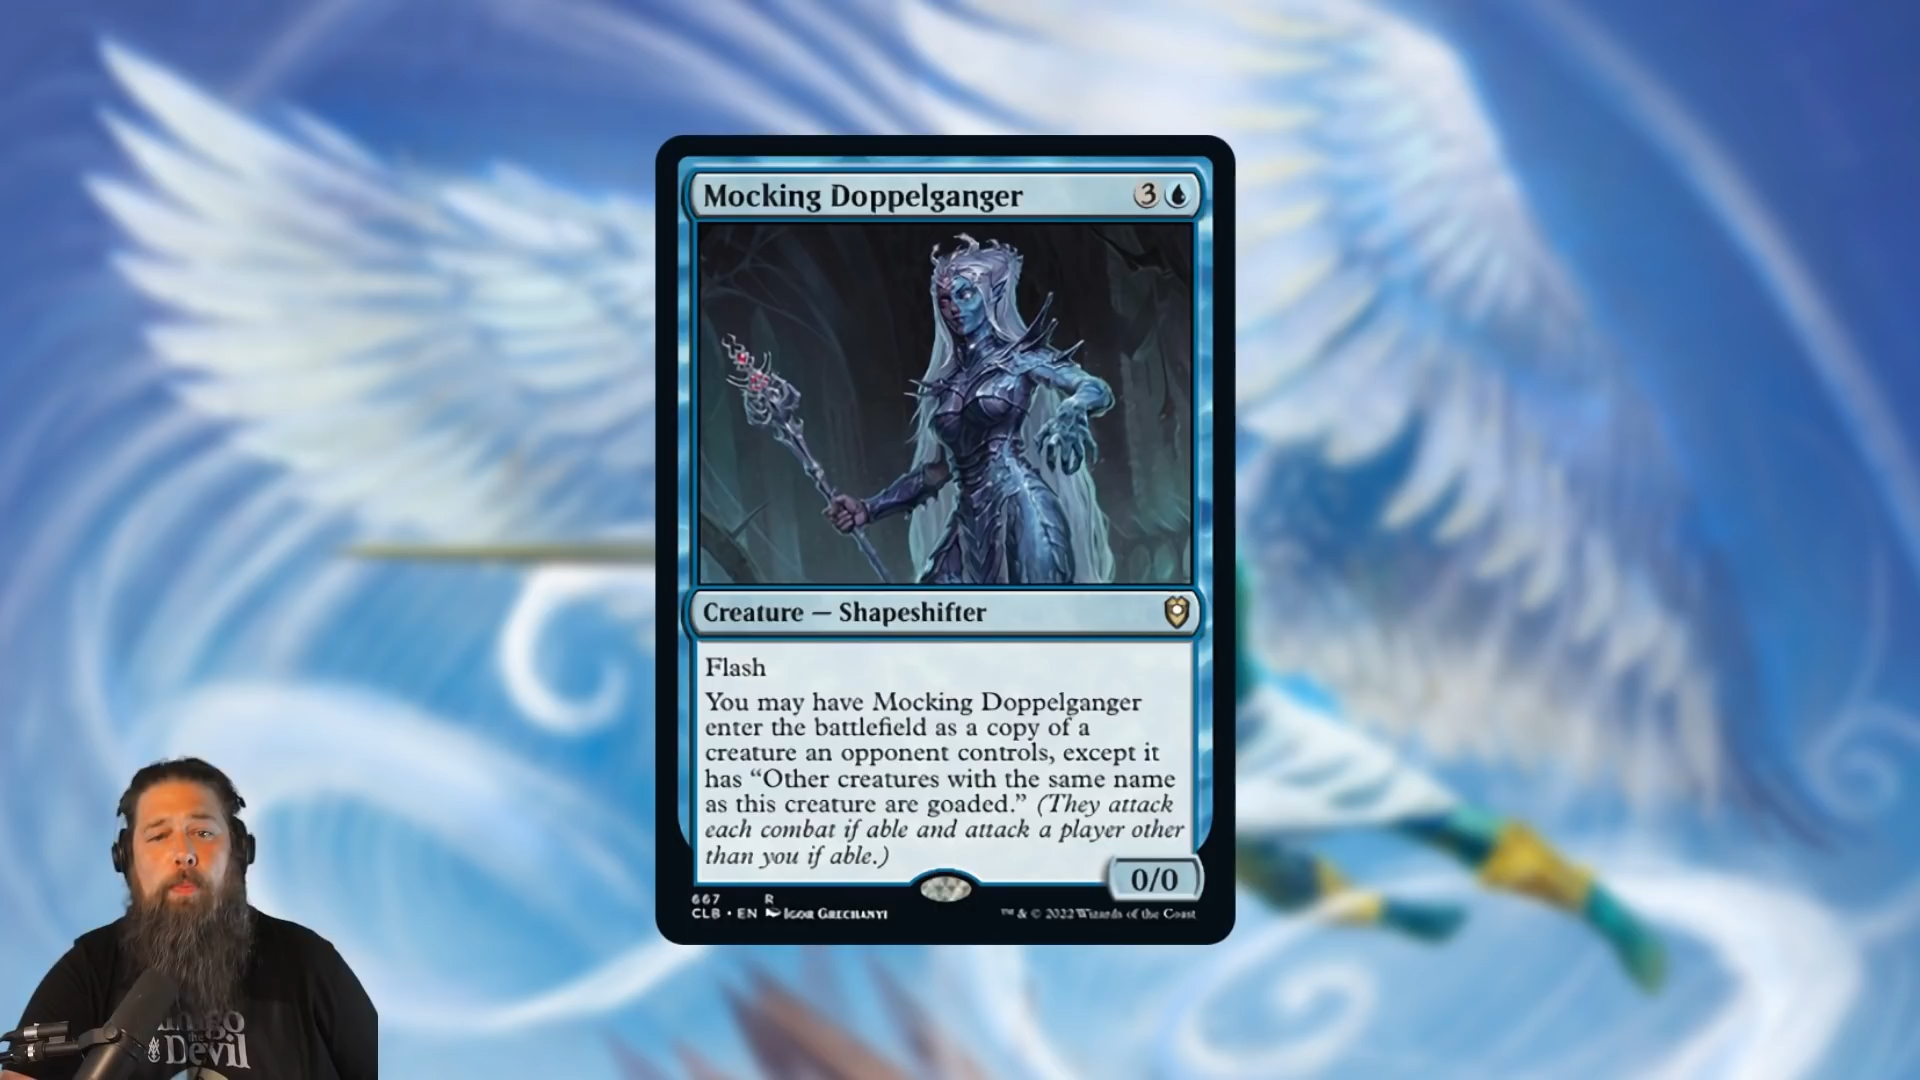 Mocking Doppelganger 3
Creature — Shapeshifter
Flash
You may have Mocking Doppelganger
enter the battlefield as a copy of a
creature an opponent controls, except it
has “Other creatures with the same name
as this creature are goaded.” (They attack
each combat if able and attack a player other
than you if able.)
0/0
667 R
CLB • EN Igor Grechanyi ™ & © 2022 Wizards of the Coast
the
Devil